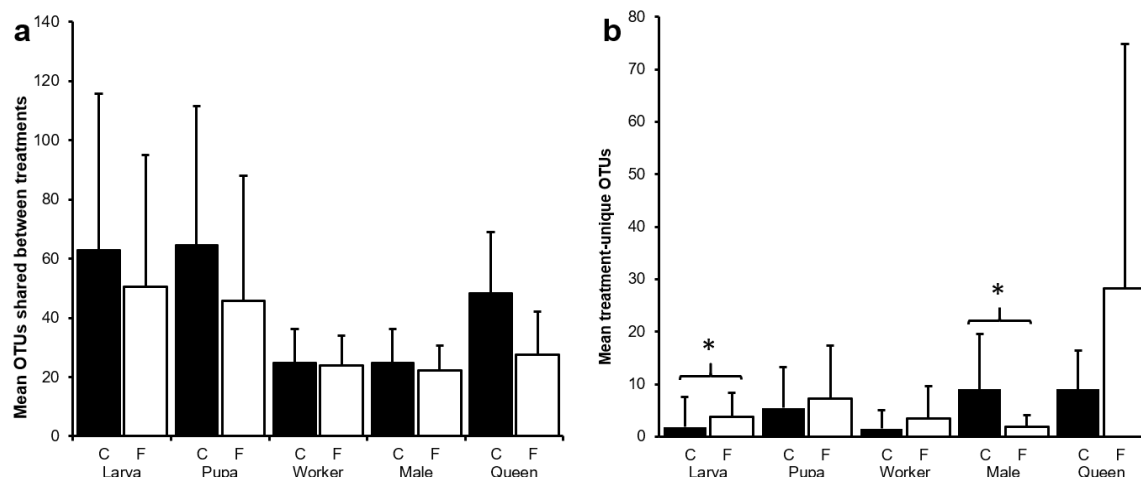 a
Mean OTUs shared between treatments
140
120
100
80
60
40
20
0
C F C F C F C F C F
Larva Pupa Worker Male Queen
b
Mean treatment-unique OTUs
80
70
60
50
40
30
20
10
0
*
*
C F C F C F C F C F
Larva Pupa Worker Male Queen